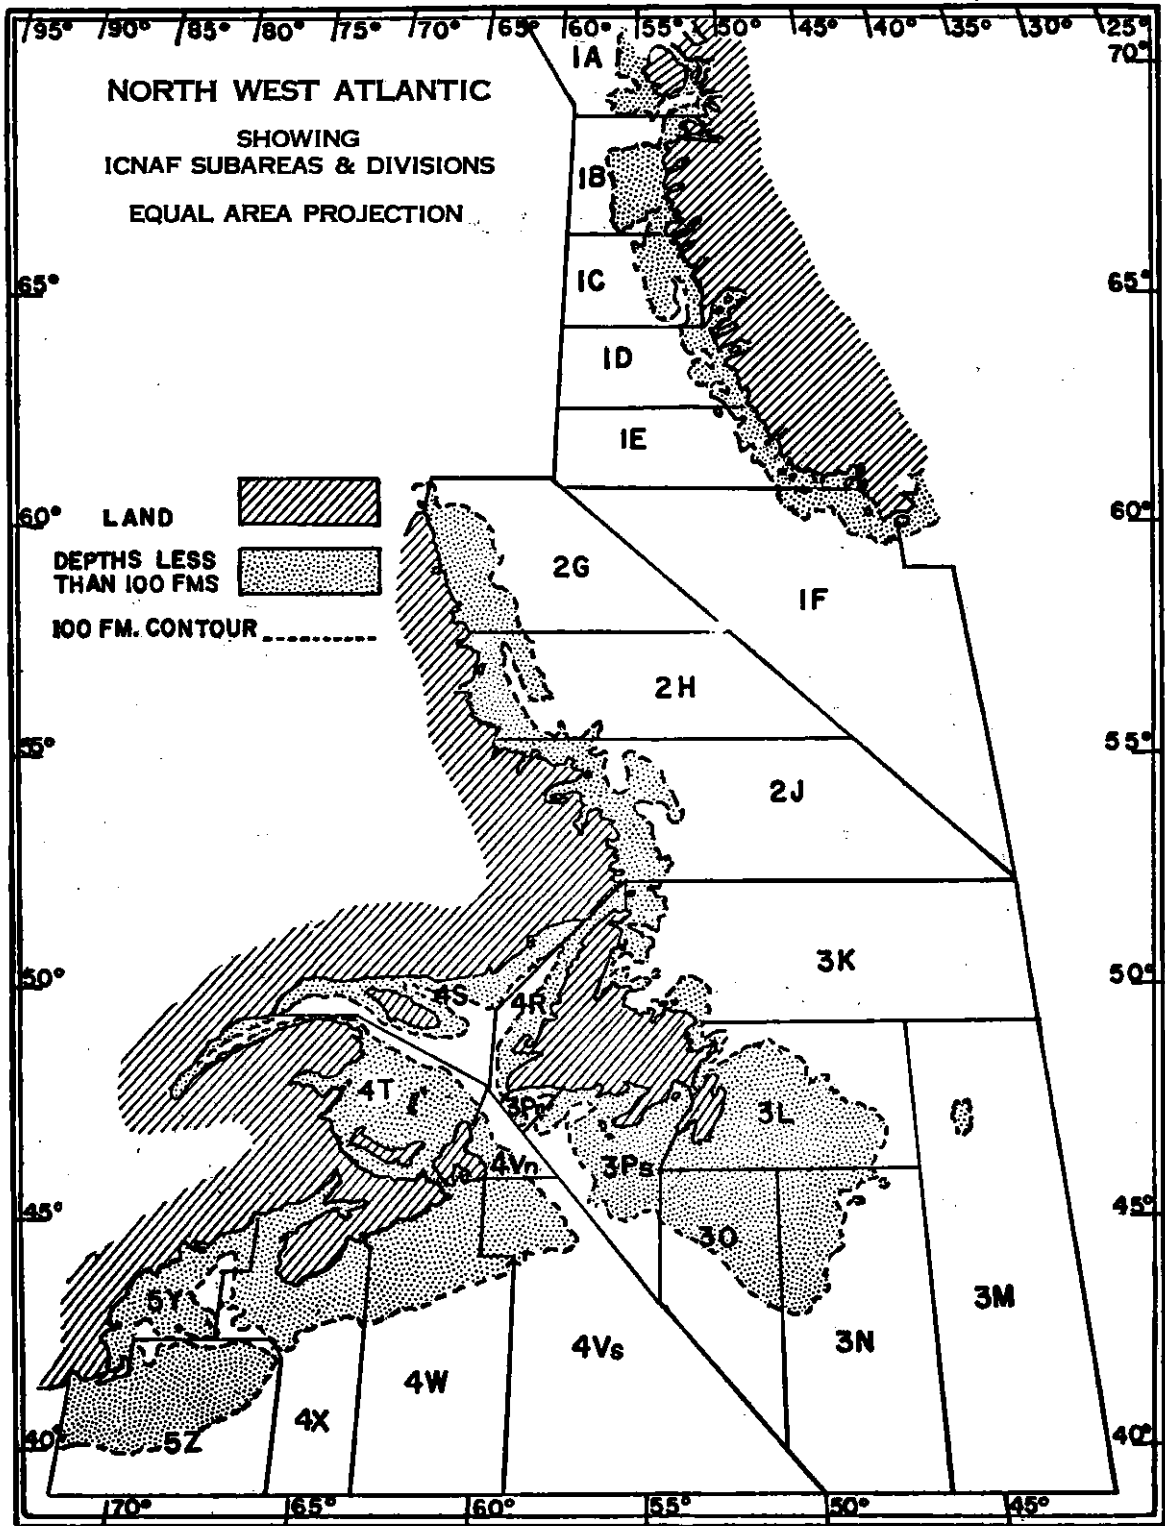 95° 90° 85° 80° 75° 70° 65° 60° 55° 50° 45° 40° 35° 30° 25°
70° 1A
NORTH WEST ATLANTIC
SHOWING
ICNAF SUBAREAS & DIVISIONS
EQUAL AREA PROJECTION
1B
65° 1C 65°
1D
1E
LAND
60° 60°
DEPTHS LESS
THAN 100 FMS
100 FM. CONTOUR
2G
1F
2H
55° 55°
2J
3K
50° 50°
4S 4R
4T 3Pn 3L
4Vn 3Ps
45° 45°
3O
5Y 3M
4Vs 3N
4W
4X
40° 5Z 40°
70° 65° 60° 55° 50° 45°